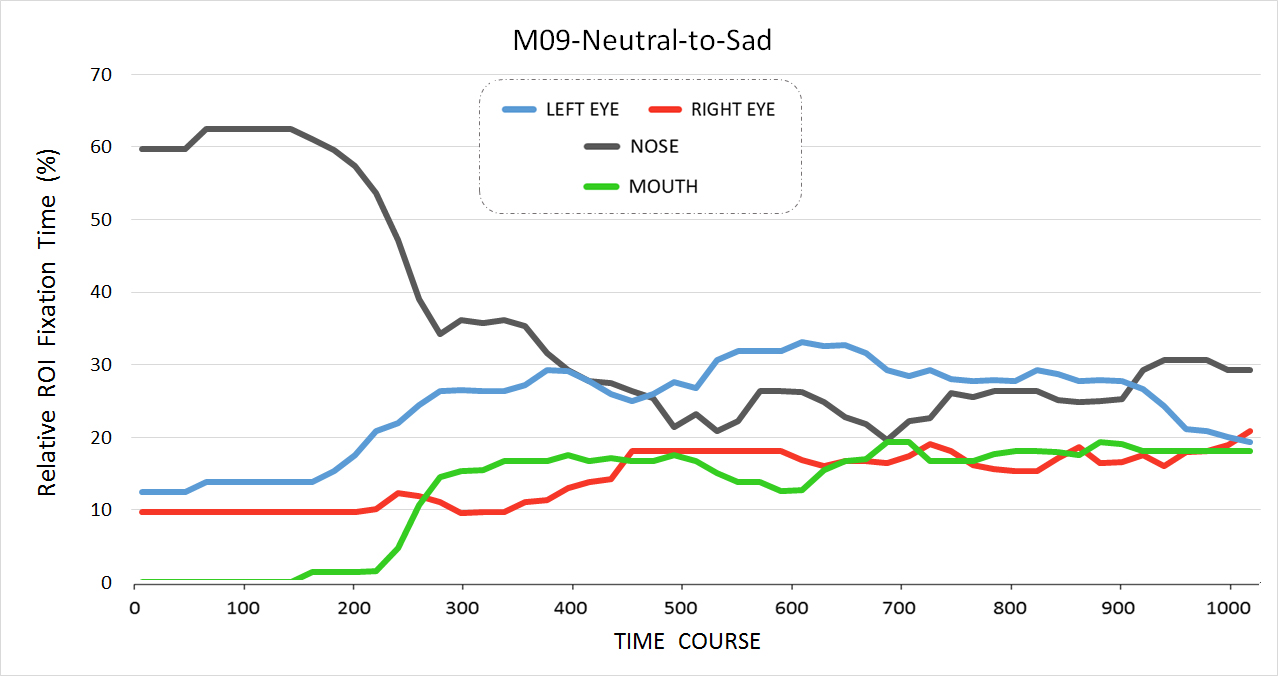 M09-Neutral-to-Sad
LEFT EYE RIGHT EYE
NOSE
MOUTH
Relative ROI Fixation Time (%)
70
60
50
40
30
20
10
0
0 100 200 300 400 500 600 700 800 900 1000
TIME COURSE